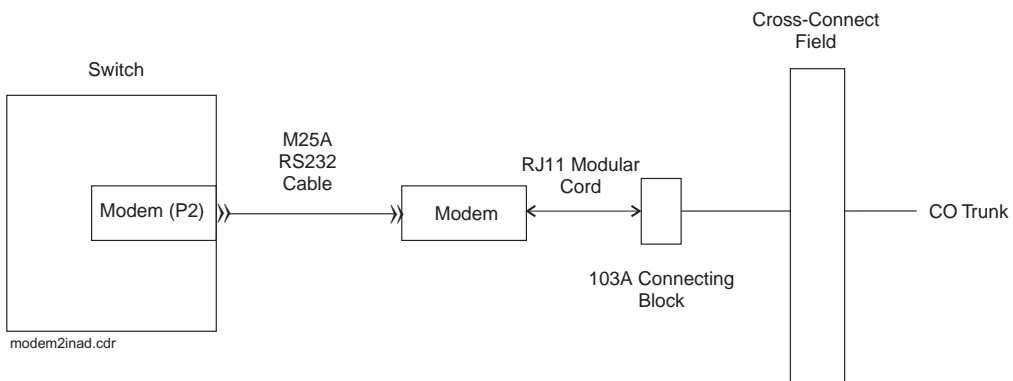 Cross-Connect
Field
Switch
M25A
RS232
Cable
RJ11 Modular
Cord
Modem (P2)
Modem
CO Trunk
103A Connecting
Block
modem2inad.cdr